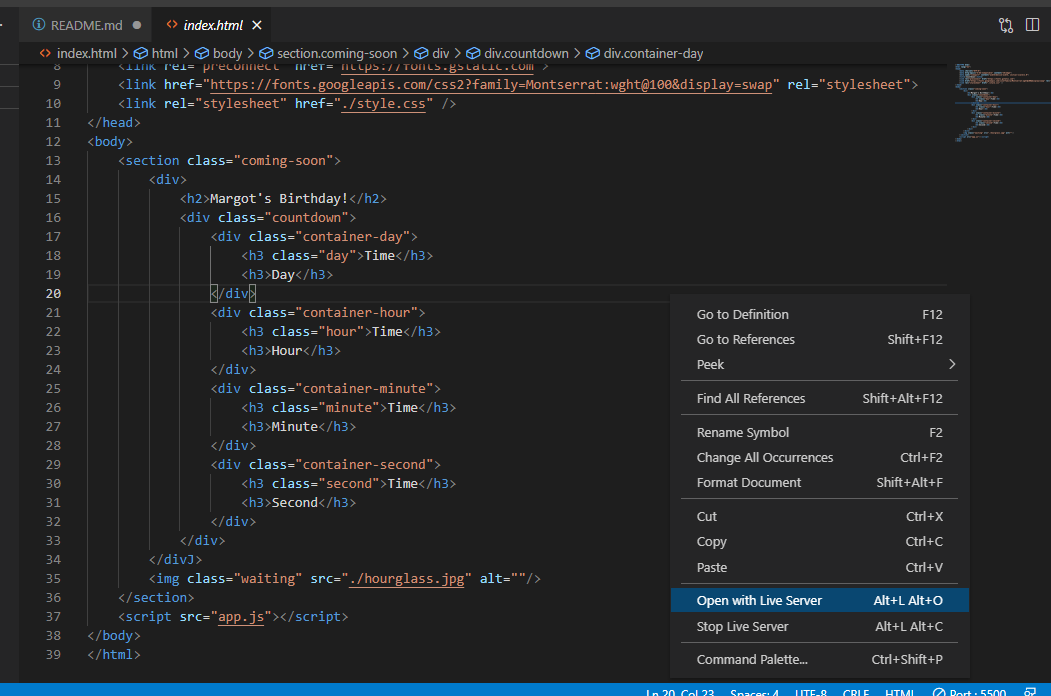 README.md
index.html
index.html > html > body > section.coming-soon > div > div.countdown > div.container-day
8 <link rel="preconnect" href="https://fonts.gstatic.com">
9 <link href="https://fonts.googleapis.com/css2?family=Montserrat:wght@100&display=swap" rel="stylesheet">
10 <link rel="stylesheet" href="./style.css" />
11 </head>
12 <body>
13 <section class="coming-soon">
14 <div>
15 <h2>Margot's Birthday!</h2>
16 <div class="countdown">
17 <div class="container-day">
18 <h3 class="day">Time</h3>
19 <h3>Day</h3>
20 </div>
21 <div class="container-hour">
22 <h3 class="hour">Time</h3>
23 <h3>Hour</h3>
24 </div>
25 <div class="container-minute">
26 <h3 class="minute">Time</h3>
27 <h3>Minute</h3>
28 </div>
29 <div class="container-second">
30 <h3 class="second">Time</h3>
31 <h3>Second</h3>
32 </div>
33 </div>
34 </divJ>
35 <img class="waiting" src="./hourglass.jpg" alt=""/>
36 </section>
37 <script src="app.js"></script>
38 </body>
39 </html>
Go to Definition F12
Go to References Shift+F12
Peek >
Find All References Shift+Alt+F12
Rename Symbol F2
Change All Occurrences Ctrl+F2
Format Document Shift+Alt+F
Cut Ctrl+X
Copy Ctrl+C
Paste Ctrl+V
Open with Live Server Alt+L Alt+O
Stop Live Server Alt+L Alt+C
Command Palette... Ctrl+Shift+P
Ln 20, Col 23 Spaces: 4 UTF-8 CRLF HTML Port : 5500